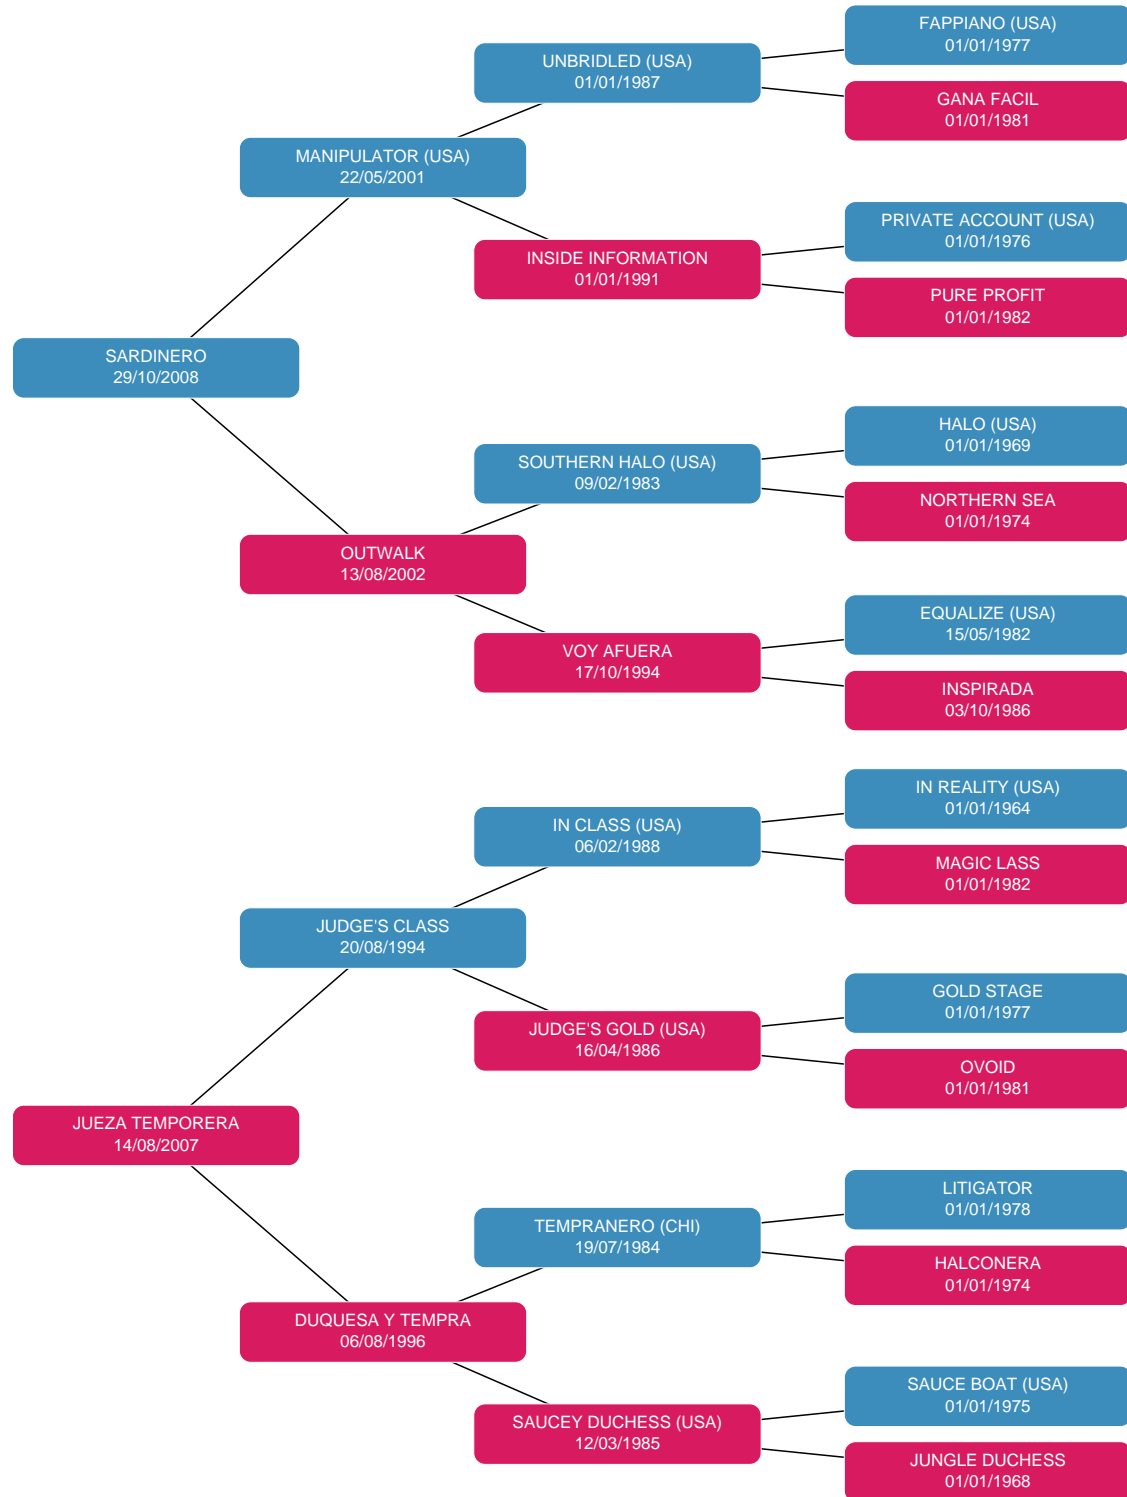 FAPPIANO (USA)
01/01/1977
UNBRIDLED (USA)
01/01/1987
GANA FACIL
01/01/1981
MANIPULATOR (USA)
22/05/2001
PRIVATE ACCOUNT (USA)
01/01/1976
INSIDE INFORMATION
01/01/1991
PURE PROFIT
01/01/1982
SARDINERO
29/10/2008
HALO (USA)
01/01/1969
SOUTHERN HALO (USA)
09/02/1983
NORTHERN SEA
01/01/1974
OUTWALK
13/08/2002
EQUALIZE (USA)
15/05/1982
VOY AFUERA
17/10/1994
INSPIRADA
03/10/1986
IN REALITY (USA)
01/01/1964
IN CLASS (USA)
06/02/1988
MAGIC LASS
01/01/1982
JUDGE'S CLASS
20/08/1994
GOLD STAGE
01/01/1977
JUDGE'S GOLD (USA)
16/04/1986
OVOID
01/01/1981
JUEZA TEMPORERA
14/08/2007
LITIGATOR
01/01/1978
TEMPRANERO (CHI)
19/07/1984
HALCONERA
01/01/1974
DUQUESA Y TEMPRA
06/08/1996
SAUCE BOAT (USA)
01/01/1975
SAUCEY DUCHESS (USA)
12/03/1985
JUNGLE DUCHESS
01/01/1968